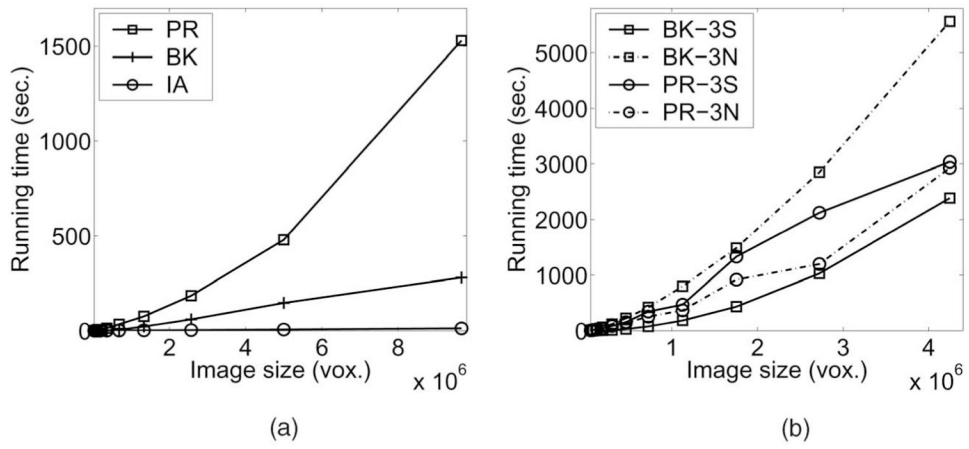 PR
BK
IA
1500
1000
500
0
Running time (sec.)
2 4 6 8
Image size (vox.)
x 10^6
(a)
BK-3S
BK-3N
PR-3S
PR-3N
5000
4000
3000
2000
1000
0
Running time (sec.)
1 2 3 4
Image size (vox.)
x 10^6
(b)